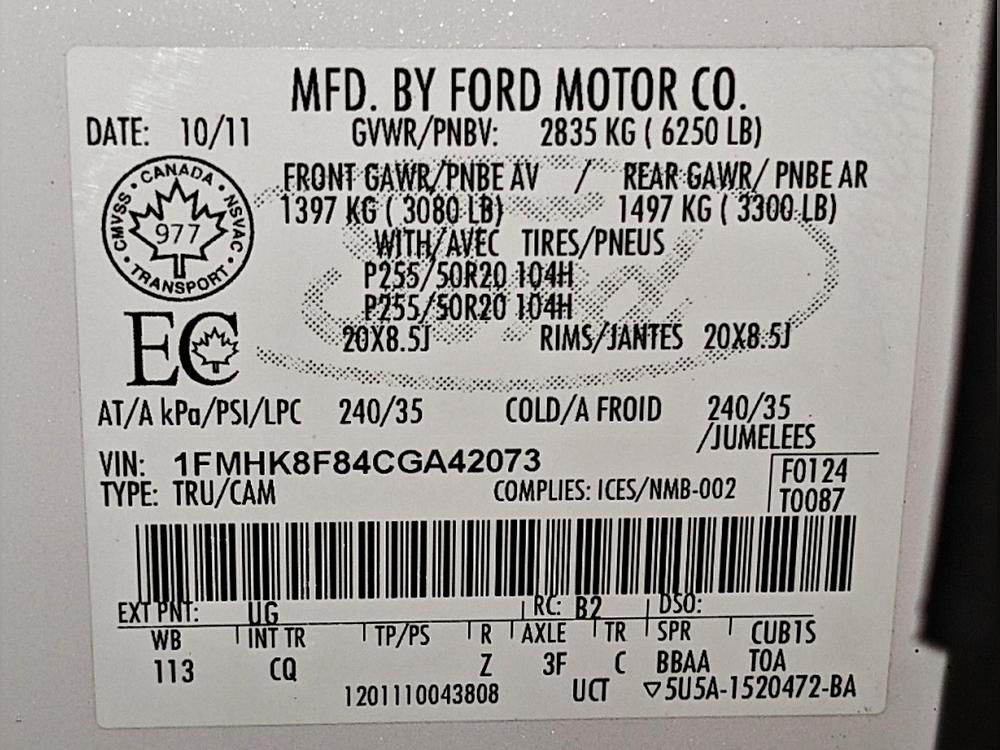 MFD. BY FORD MOTOR CO.
DATE: 10/11 GVWR/PNBV: 2835 KG ( 6250 LB)
CANADA
CMVSS NSVAC
977
TRANSPORT
FRONT GAWR/PNBE AV / REAR GAWR/ PNBE AR
1397 KG ( 3080 LB) 1497 KG ( 3300 LB)
WITH/AVEC TIRES/PNEUS
P255/50R20 104H
P255/50R20 104H
20X8.5J RIMS/JANTES 20X8.5J
EC
AT/A kPa/PSI/LPC 240/35 COLD/A FROID 240/35
/JUMELEES
VIN: 1FMHK8F84CGA42073
F0124
TYPE: TRU/CAM COMPLIES: ICES/NMB-002
T0087
EXT PNT: UG RC: B2 DSO:
WB INT TR TP/PS R AXLE TR SPR CUB1S
113 CQ Z 3F C BBAA TOA
1201110043808 UCT ▽5U5A-1520472-BA